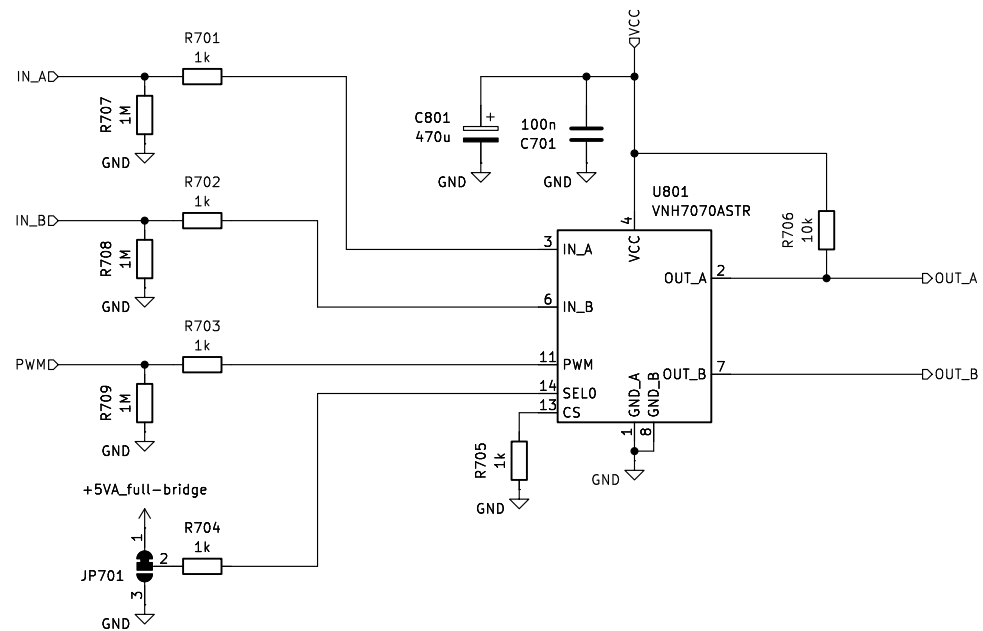 VCC
R701
1k
IN_A
R707
1M
GND
C801
470u
+
100n
C701
GND
GND
R702
1k
IN_B
R708
1M
GND
U801
VNH7070ASTR
4
VCC
R706
10k
3
IN_A
OUT_A
2
OUT_A
6
IN_B
R703
1k
PWM
R709
1M
GND
11
PWM
14
SEL0
13
CS
OUT_B
7
OUT_B
GND_A
GND_B
1
8
GND
R705
1k
GND
+5VA_full-bridge
1
R704
1k
2
JP701
3
GND